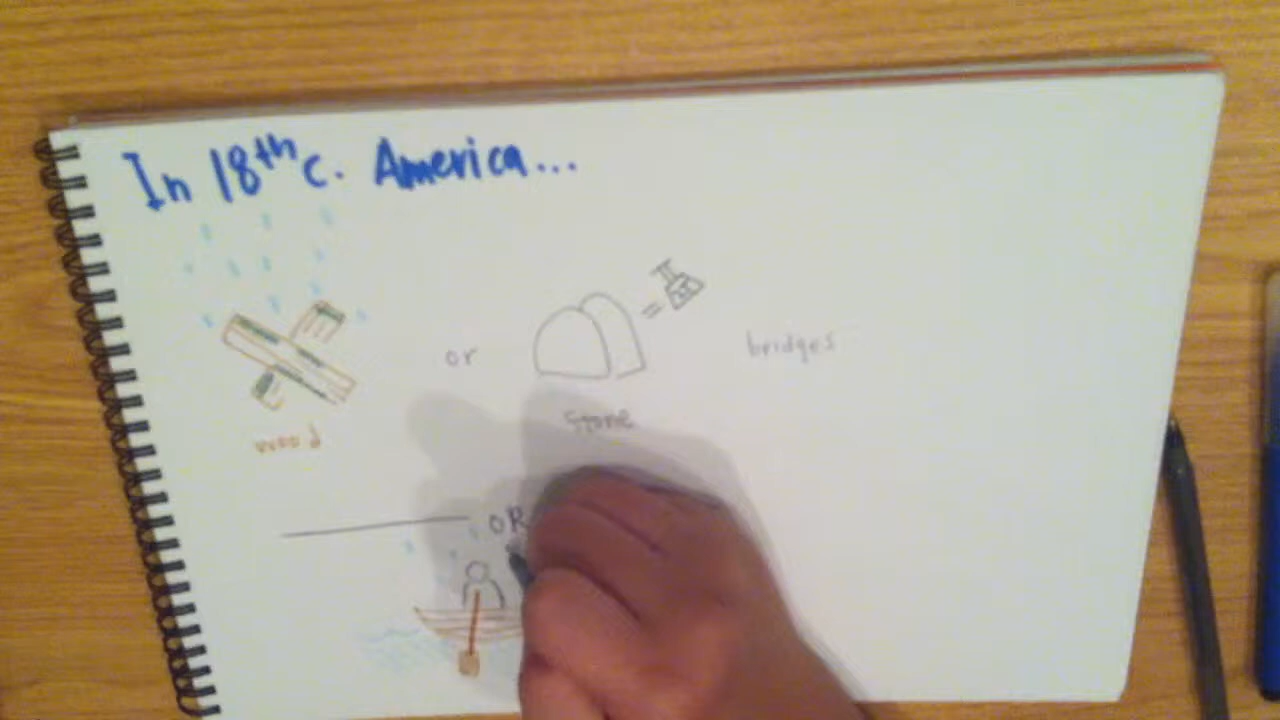 In 18th c. America...
or
=
bridges
stone
wood
OR